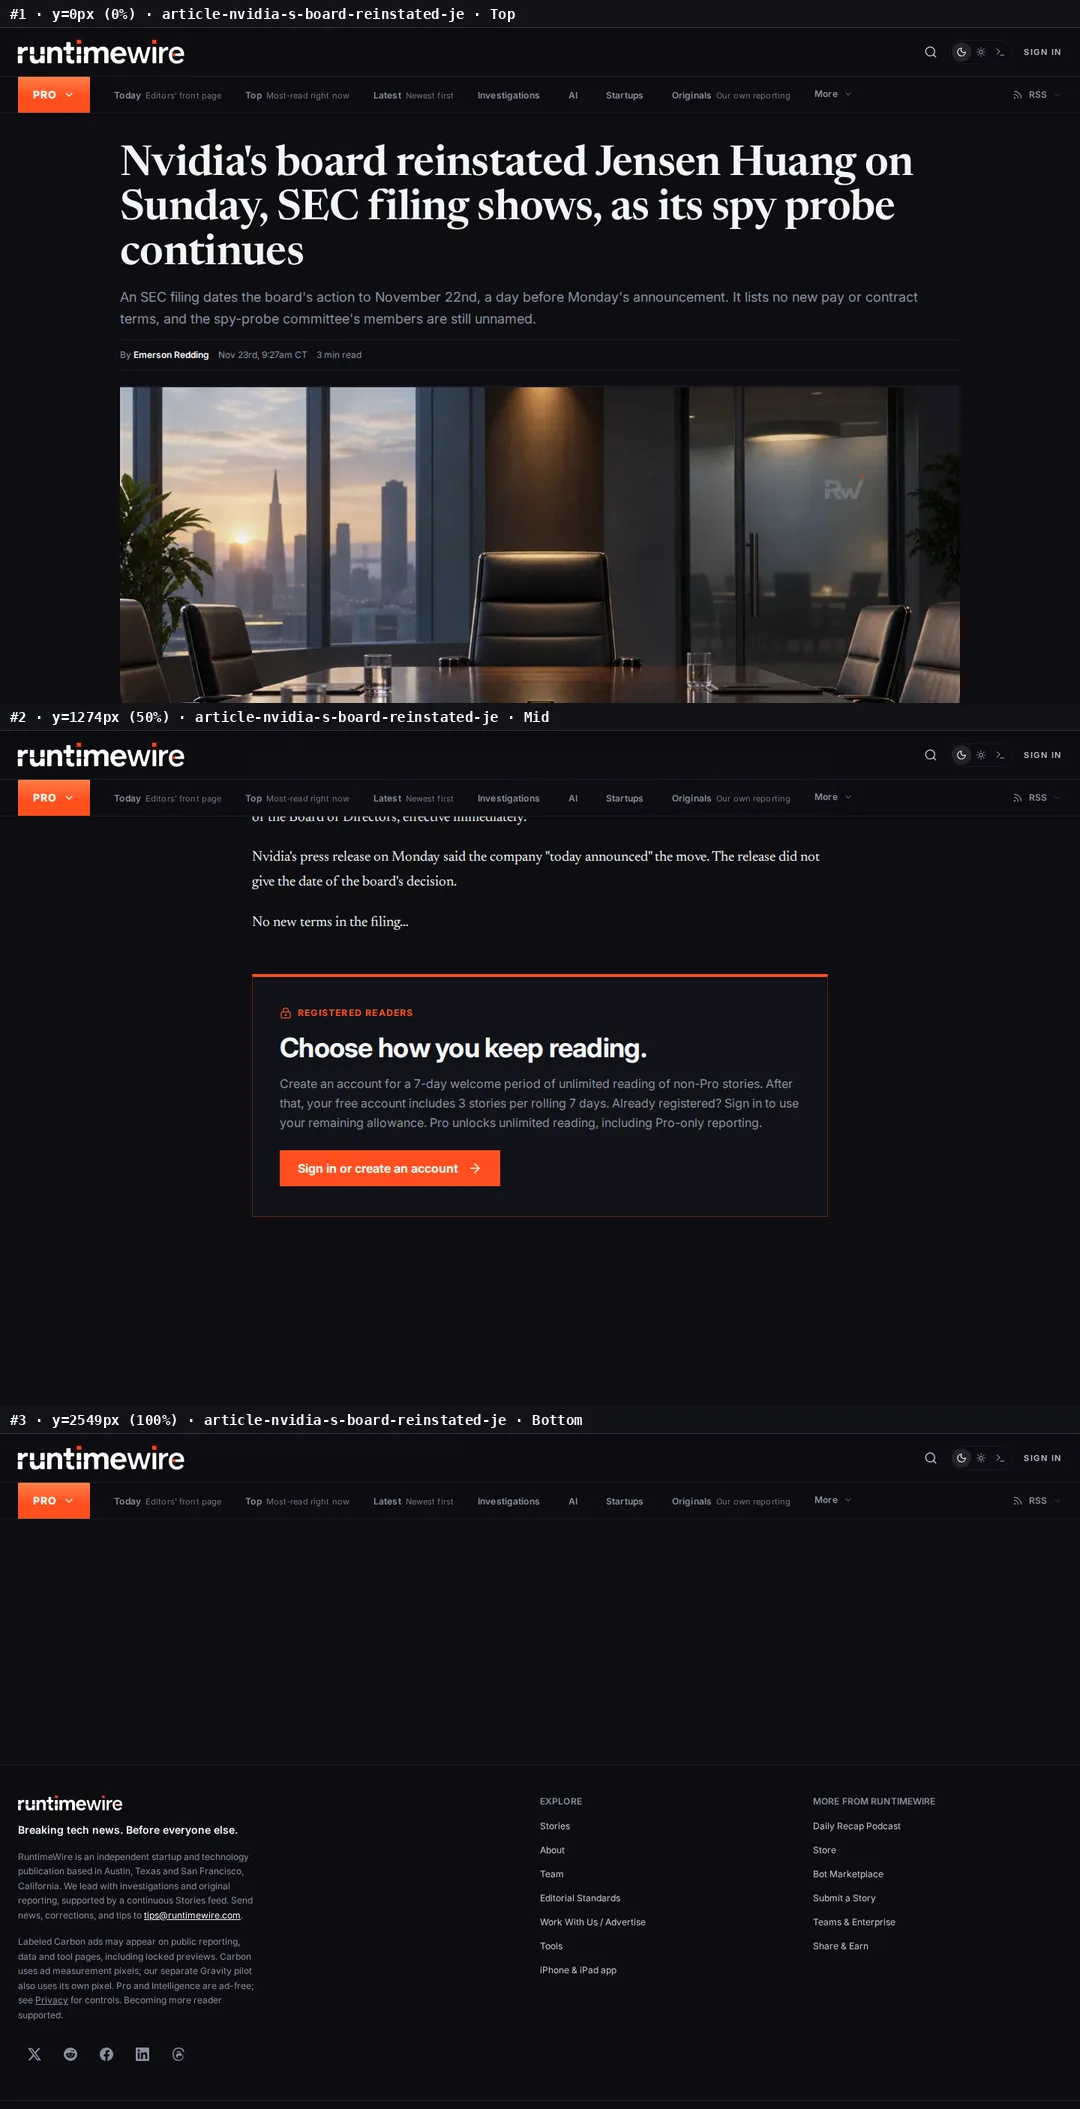 #1 · y=0px (0%) · article-nvidia-s-board-reinstated-je · Top
runtimewire
SIGN IN
PRO
Today Editors' front page
Top Most-read right now
Latest Newest first
Investigations
AI
Startups
Originals Our own reporting
More
RSS
Nvidia's board reinstated Jensen Huang on
Sunday, SEC filing shows, as its spy probe
continues
An SEC filing dates the board's action to November 22nd, a day before Monday's announcement. It lists no new pay or contract
terms, and the spy-probe committee's members are still unnamed.
By Emerson Redding Nov 23rd, 9:27am CT 3 min read
RW
#2 · y=1274px (50%) · article-nvidia-s-board-reinstated-je · Mid
runtimewire
SIGN IN
PRO
Today Editors' front page
Top Most-read right now
Latest Newest first
Investigations
AI
Startups
Originals Our own reporting
More
RSS
of the Board of Directors, effective immediately.
Nvidia's press release on Monday said the company "today announced" the move. The release did not
give the date of the board's decision.
No new terms in the filing...
REGISTERED READERS
Choose how you keep reading.
Create an account for a 7-day welcome period of unlimited reading of non-Pro stories. After
that, your free account includes 3 stories per rolling 7 days. Already registered? Sign in to use
your remaining allowance. Pro unlocks unlimited reading, including Pro-only reporting.
Sign in or create an account
#3 · y=2549px (100%) · article-nvidia-s-board-reinstated-je · Bottom
runtimewire
SIGN IN
PRO
Today Editors' front page
Top Most-read right now
Latest Newest first
Investigations
AI
Startups
Originals Our own reporting
More
RSS
runtimewire
Breaking tech news. Before everyone else.
RuntimeWire is an independent startup and technology
publication based in Austin, Texas and San Francisco,
California. We lead with investigations and original
reporting, supported by a continuous Stories feed. Send
news, corrections, and tips to tips@runtimewire.com.
Labeled Carbon ads may appear on public reporting,
data and tool pages, including locked previews. Carbon
uses ad measurement pixels; our separate Gravity pilot
also uses its own pixel. Pro and Intelligence are ad-free;
see Privacy for controls. Becoming more reader
supported.
EXPLORE
Stories
About
Team
Editorial Standards
Work With Us / Advertise
Tools
iPhone & iPad app
MORE FROM RUNTIMEWIRE
Daily Recap Podcast
Store
Bot Marketplace
Submit a Story
Teams & Enterprise
Share & Earn